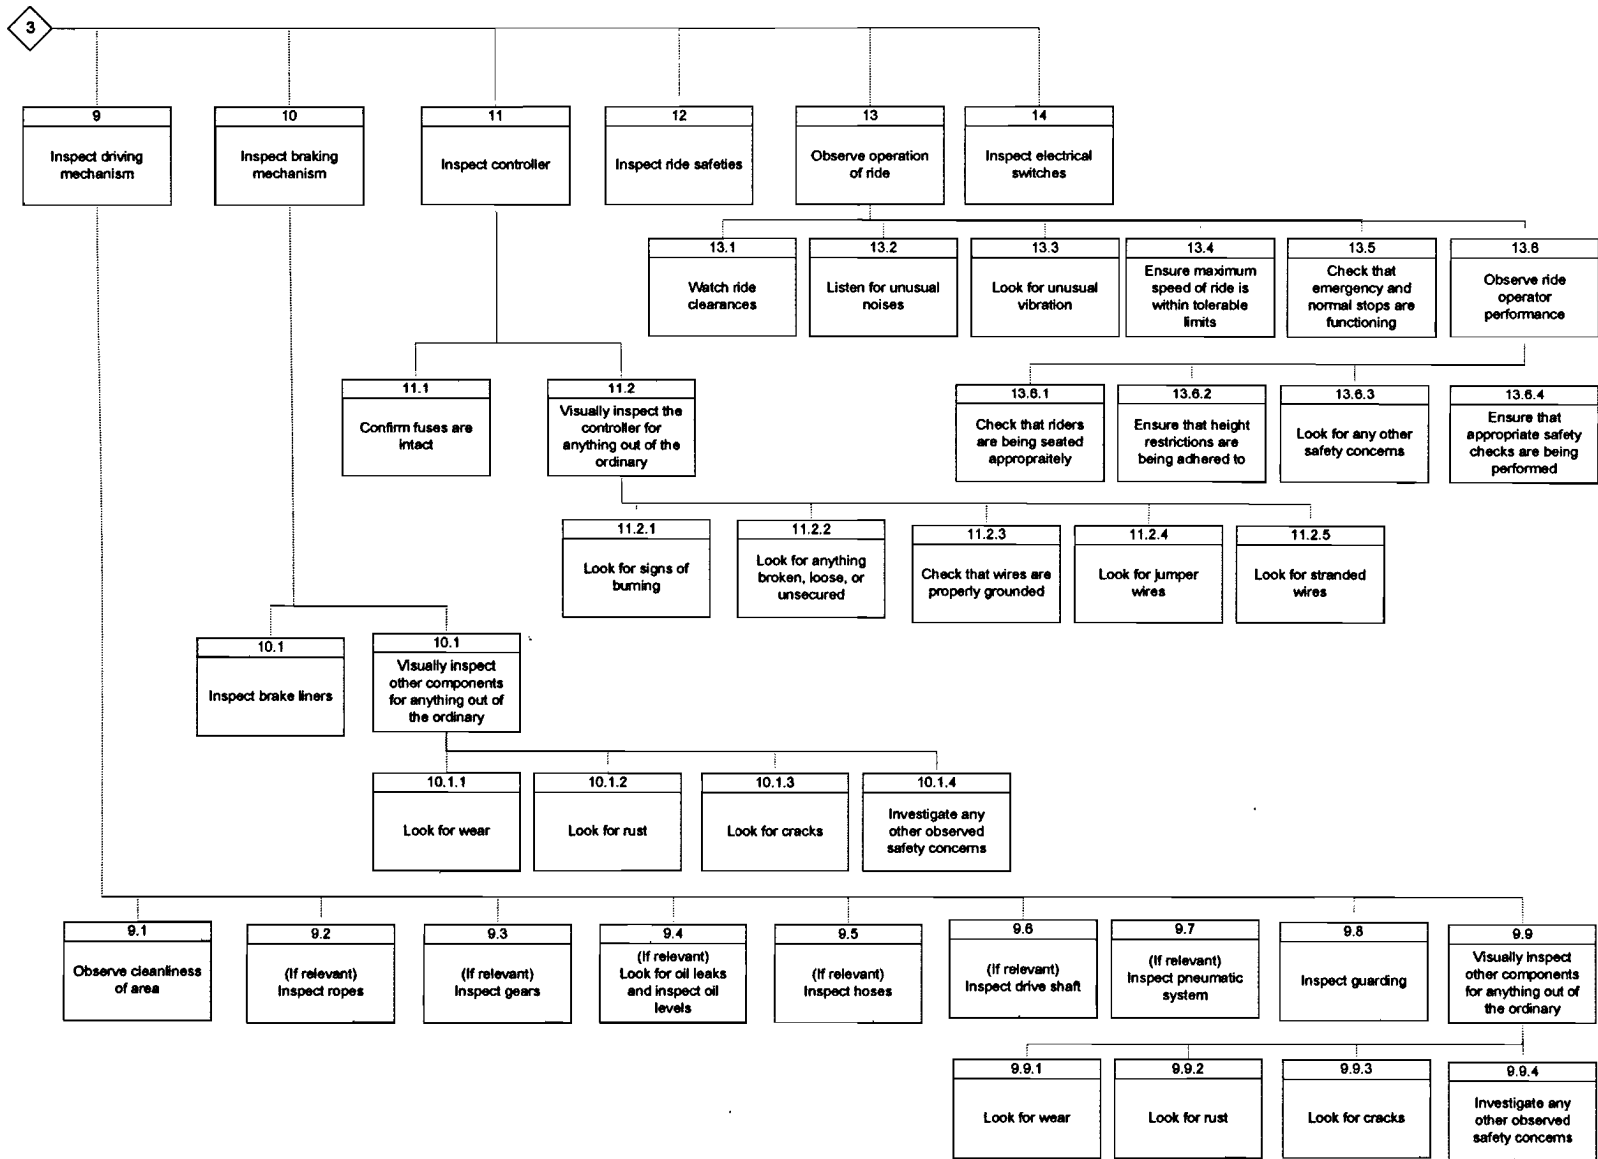 3
9
Inspect driving
mechanism
10
Inspect braking
mechanism
11
Inspect controller
12
Inspect ride safeties
13
Observe operation
of ride
14
Inspect electrical
switches
13.1
Watch ride
clearances
13.2
Listen for unusual
noises
13.3
Look for unusual
vibration
13.4
Ensure maximum
speed of ride is
within tolerable
limits
13.5
Check that
emergency and
normal stops are
functioning
13.6
Observe ride
operator
performance
11.1
Confirm fuses are
intact
11.2
Visually inspect the
controller for
anything out of the
ordinary
13.6.1
Check that riders
are being seated
appropraitely
13.6.2
Ensure that height
restrictions are
being adhered to
13.6.3
Look for any other
safety concerns
13.6.4
Ensure that
appropriate safety
checks are being
performed
11.2.1
Look for signs of
burning
11.2.2
Look for anything
broken, loose, or
unsecured
11.2.3
Check that wires are
properly grounded
11.2.4
Look for jumper
wires
11.2.5
Look for stranded
wires
10.1
Inspect brake liners
10.1
Visually inspect
other components
for anything out of
the ordinary
10.1.1
Look for wear
10.1.2
Look for rust
10.1.3
Look for cracks
10.1.4
Investigate any
other observed
safety concerns
9.1
Observe cleanliness
of area
9.2
(If relevant)
Inspect ropes
9.3
(If relevant)
Inspect gears
9.4
(If relevant)
Look for oil leaks
and inspect oil
levels
9.5
(If relevant)
Inspect hoses
9.6
(If relevant)
Inspect drive shaft
9.7
(If relevant)
Inspect pneumatic
system
9.8
Inspect guarding
9.9
Visually inspect
other components
for anything out of
the ordinary
9.9.1
Look for wear
9.9.2
Look for rust
9.9.3
Look for cracks
9.9.4
Investigate any
other observed
safety concerns